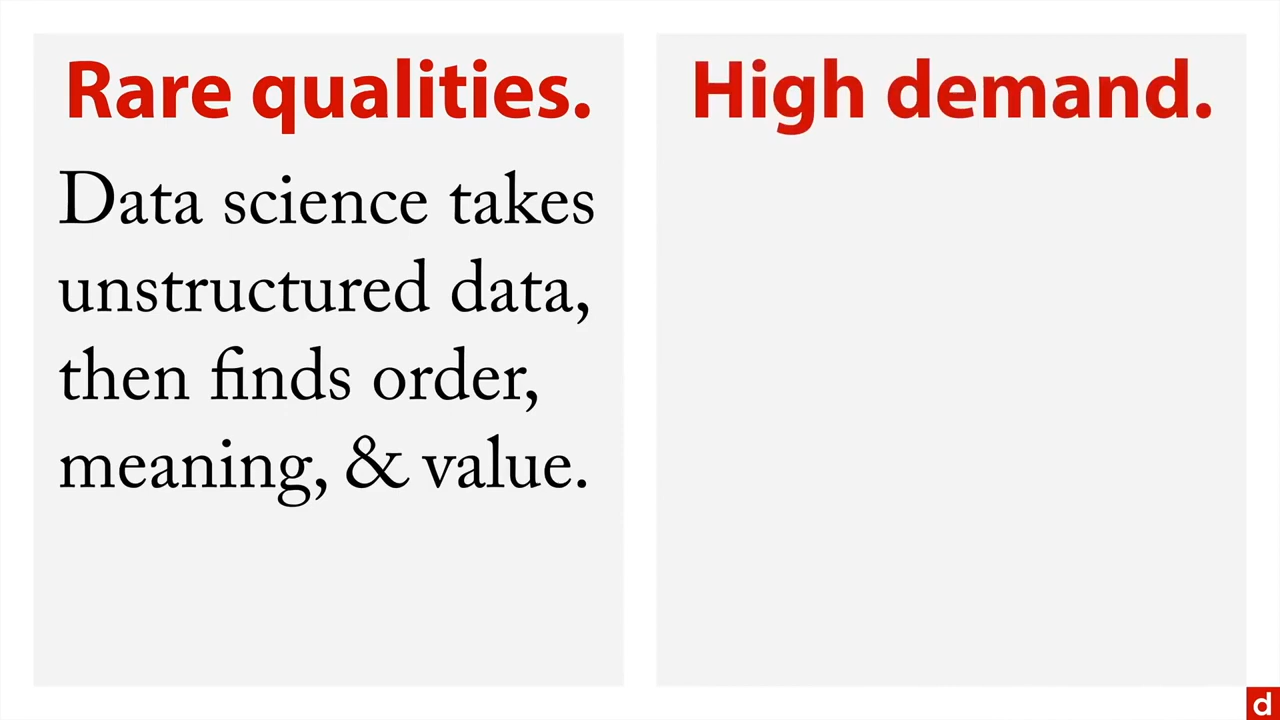 Rare qualities.
Data science takes
unstructured data,
then finds order,
meaning, & value.
High demand.
d